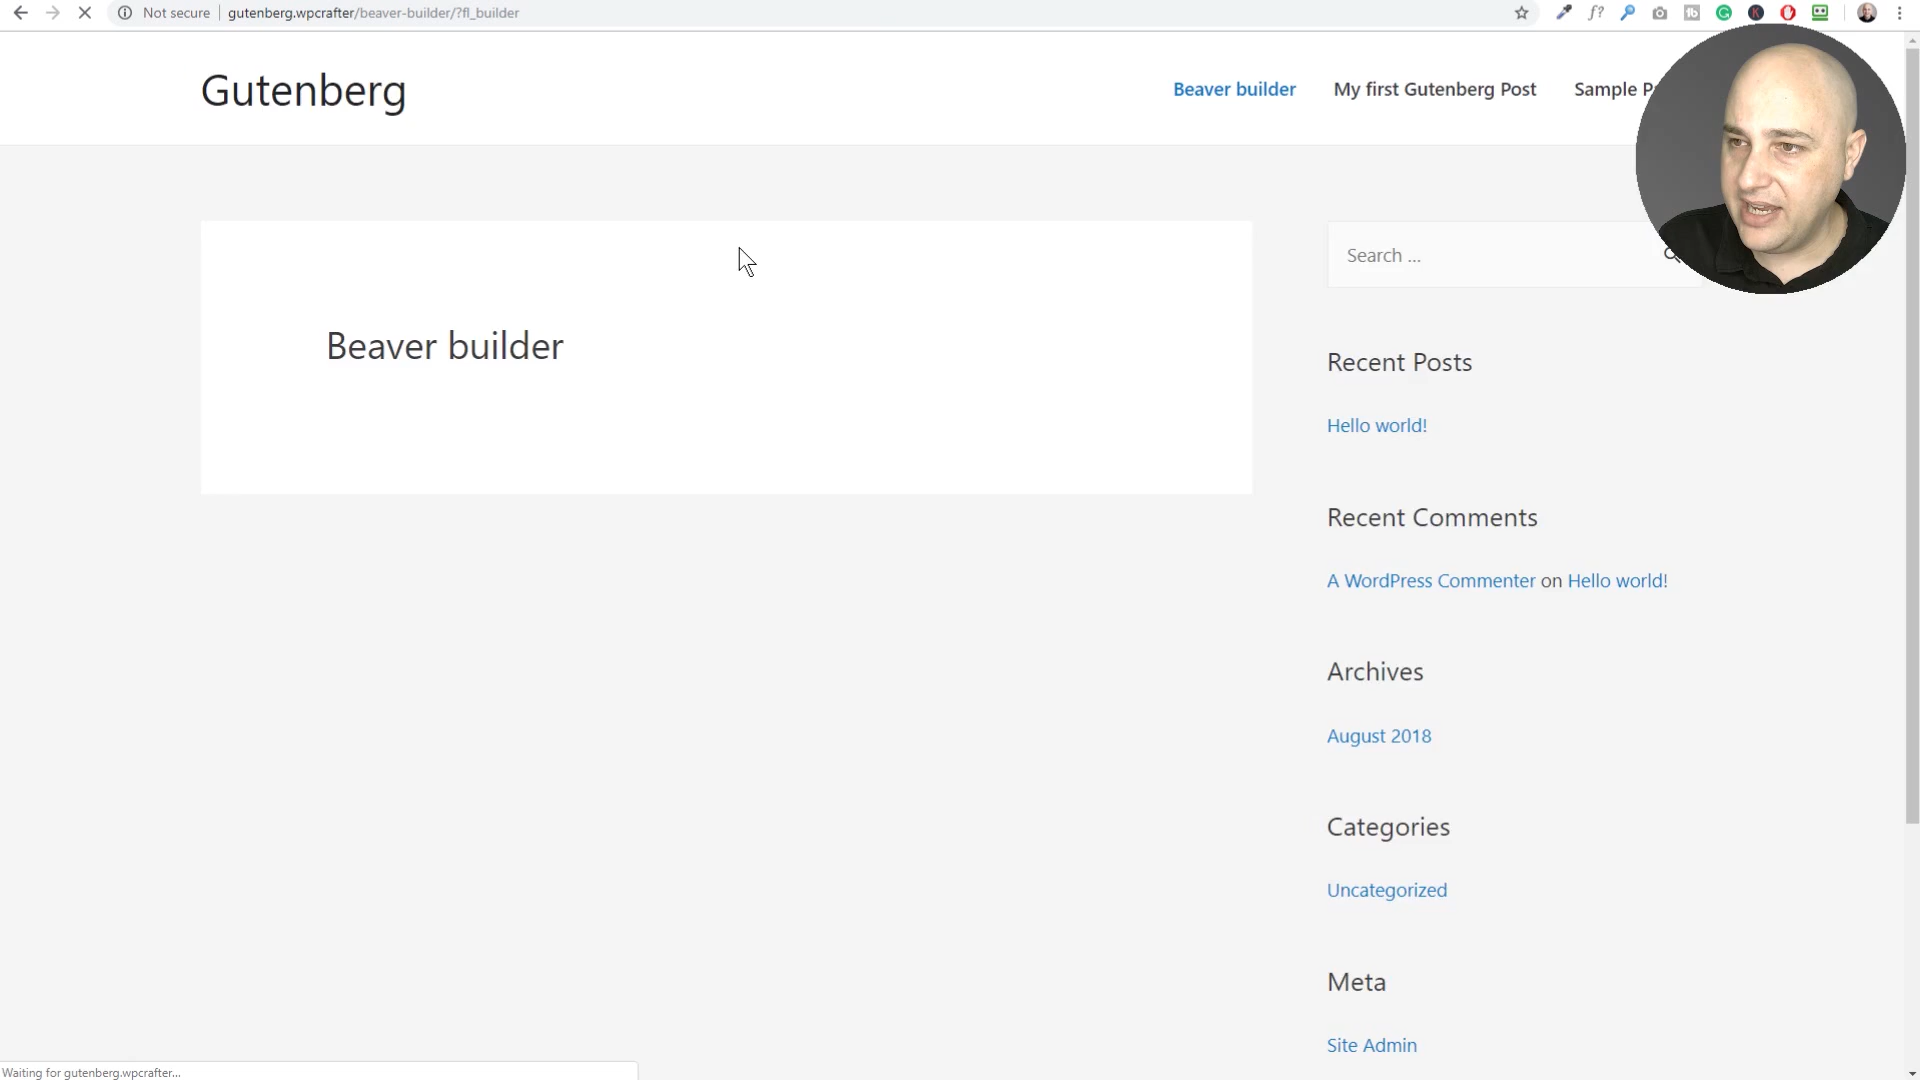 Not secure
gutenberg.wpcrafter/beaver-builder/?fl_builder
Gutenberg
Beaver builder
My first Gutenberg Post
Sample
Beaver builder
Search ...
Recent Posts
Hello world!
Recent Comments
A WordPress Commenter on Hello world!
Archives
August 2018
Categories
Uncategorized
Meta
Site Admin
Waiting for gutenberg.wpcrafter...